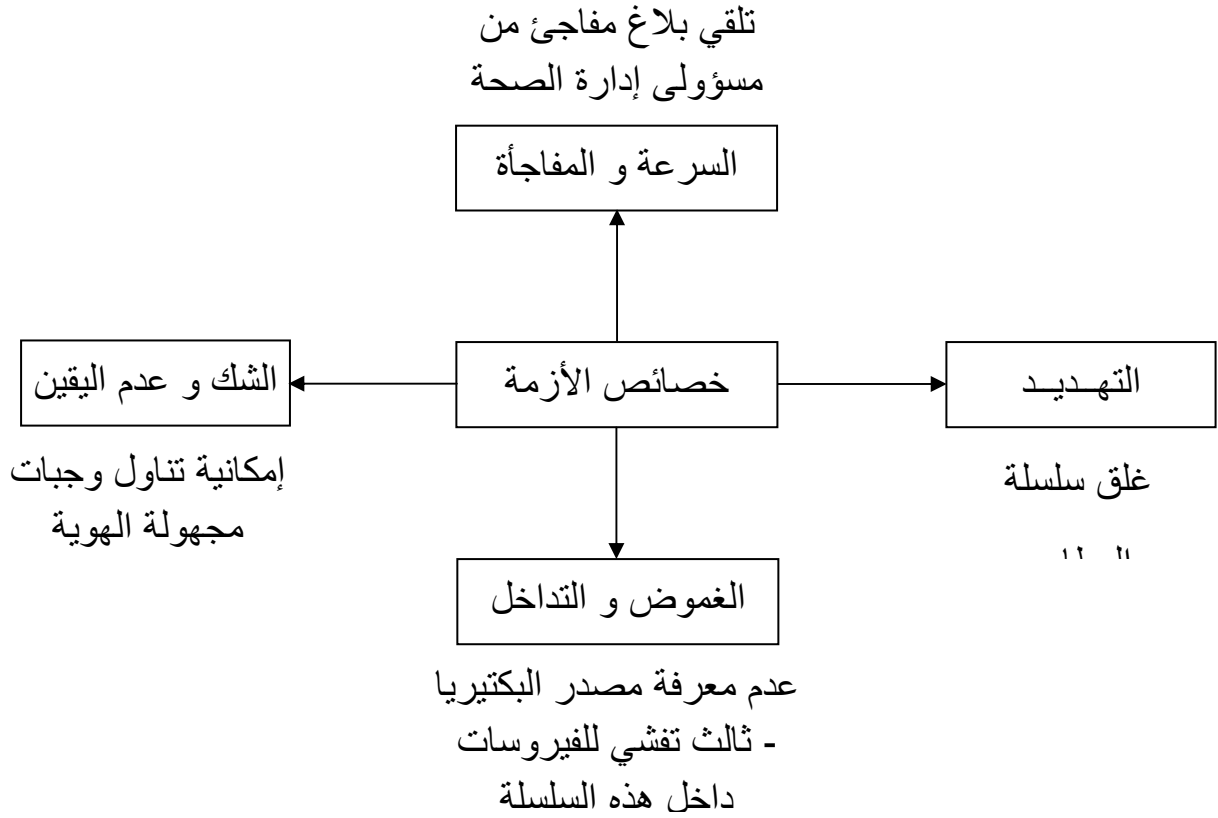 تلقي بلاغ مفاجئ من
مسؤولى إدارة الصحة
السرعة و المفاجأة
التهـديــد
خصائص الأزمة
الشك و عدم اليقين
غلق سلسلة
إمكانية تناول وجبات
مجهولة الهوية
الغموض و التداخل
عدم معرفة مصدر البكتيريا
- ثالث تفشي للفيروسات
داخل هذه السلسلة